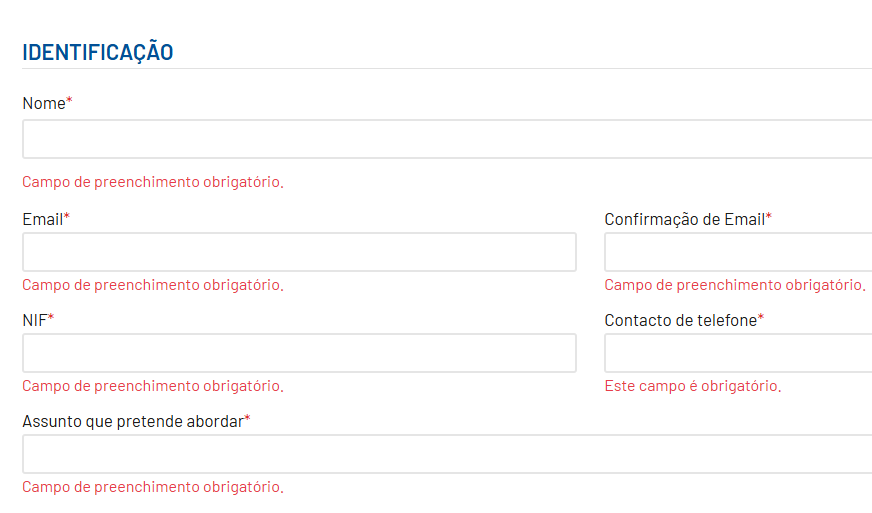 IDENTIFICAÇÃO
Nome*
Campo de preenchimento obrigatório.
Email*
Confirmação de Email*
Campo de preenchimento obrigatório.
Campo de preenchimento obrigatório.
NIF*
Contacto de telefone*
Campo de preenchimento obrigatório.
Este campo é obrigatório.
Assunto que pretende abordar*
Campo de preenchimento obrigatório.